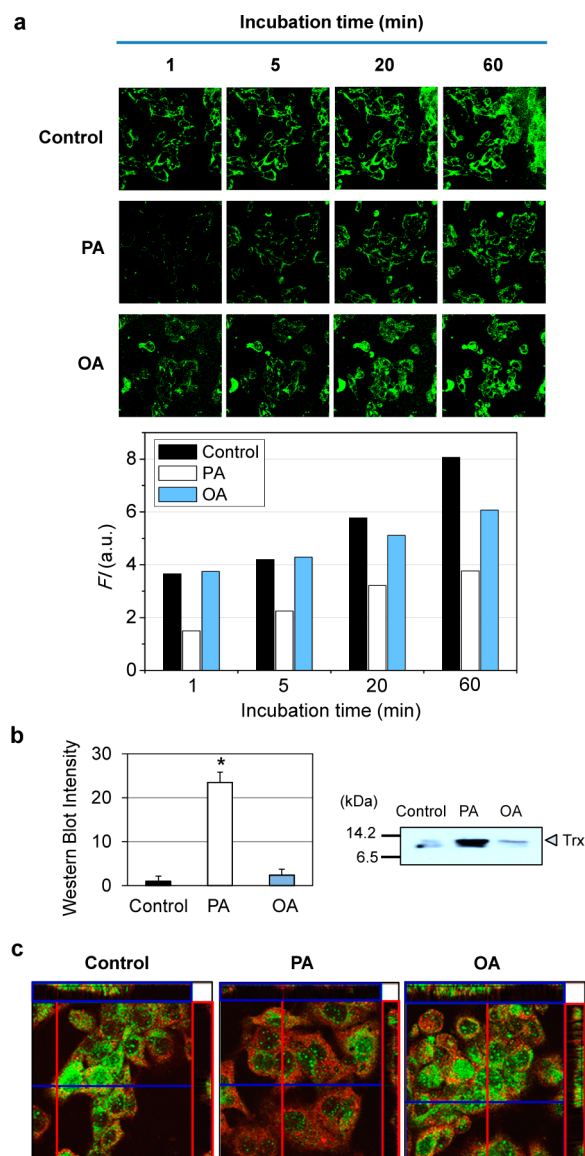 a
Incubation time (min)
1 5 20 60
Control
PA
OA
8
6
4
2
0
FI (a.u.)
Control
PA
OA
1 5 20 60
Incubation time (min)
b
Western Blot Intensity
30
20
10
0
*
Control PA OA
(kDa)
Control PA OA
14.2
6.5
Trx
c
Control PA OA